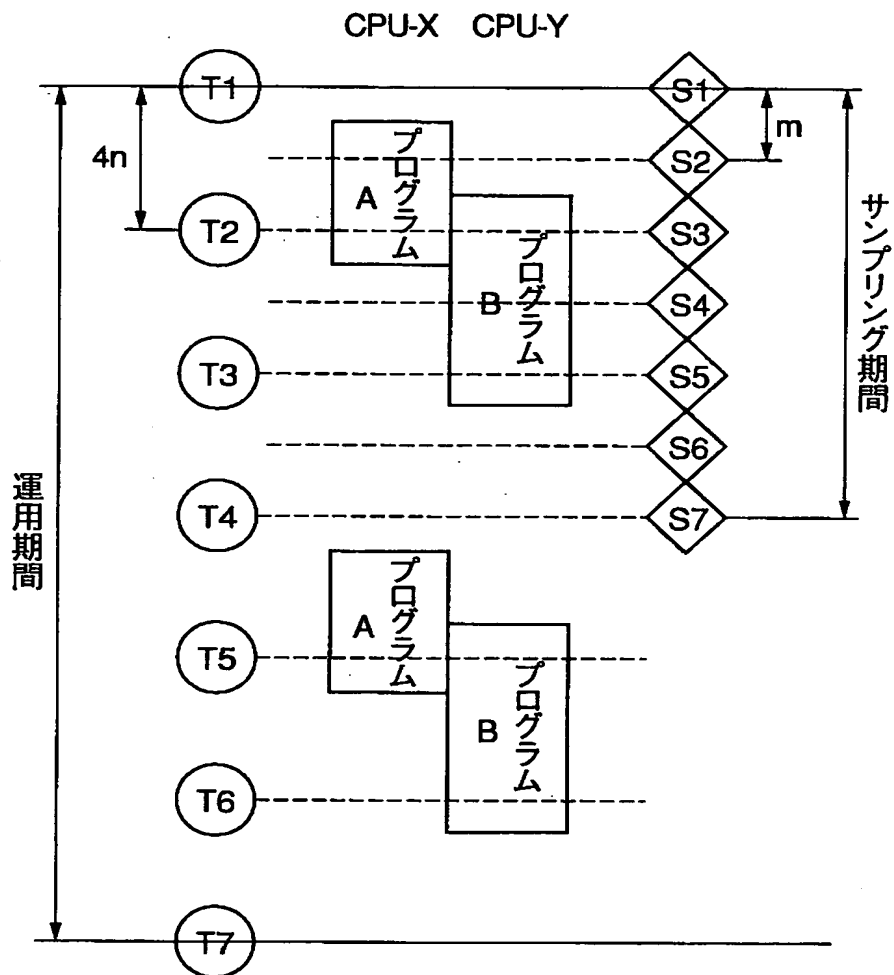 CPU-X CPU-Y
T1
S1
4n
m
プログラム
A
S2
T2
S3
プログラム
B
S4
サンプリング期間
T3
S5
S6
運用期間
T4
S7
プログラム
A
T5
プログラム
B
T6
T7